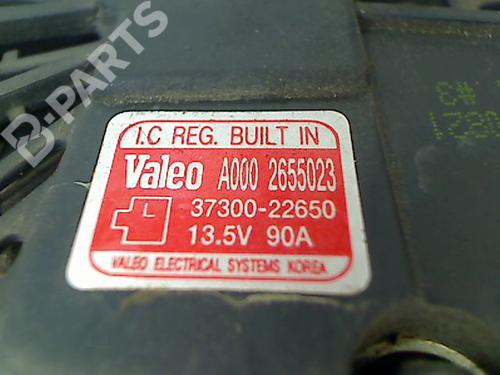 B-PARTS
I.C REG. BUILT IN
Valeo A000 2655023
L 37300-22650
13.5V 90A
VALEO ELECTRICAL SYSTEMS KOREA